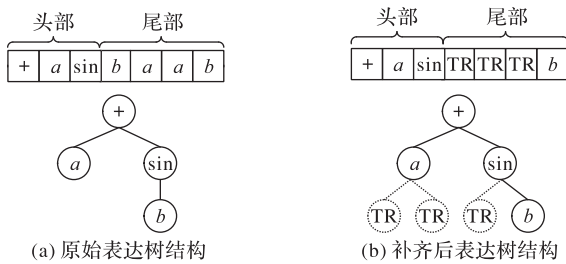 头部 尾部 头部 尾部
+ a sin b a a b + a sin TR TR TR b
+ +
a sin a sin
b TR TR TR b
(a) 原始表达树结构 (b) 补齐后表达树结构